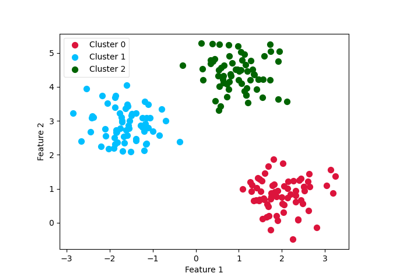 Cluster 0
Cluster 1
Cluster 2
5
4
3
2
1
0
Feature 2
−3
−2
−1
0
1
2
3
Feature 1